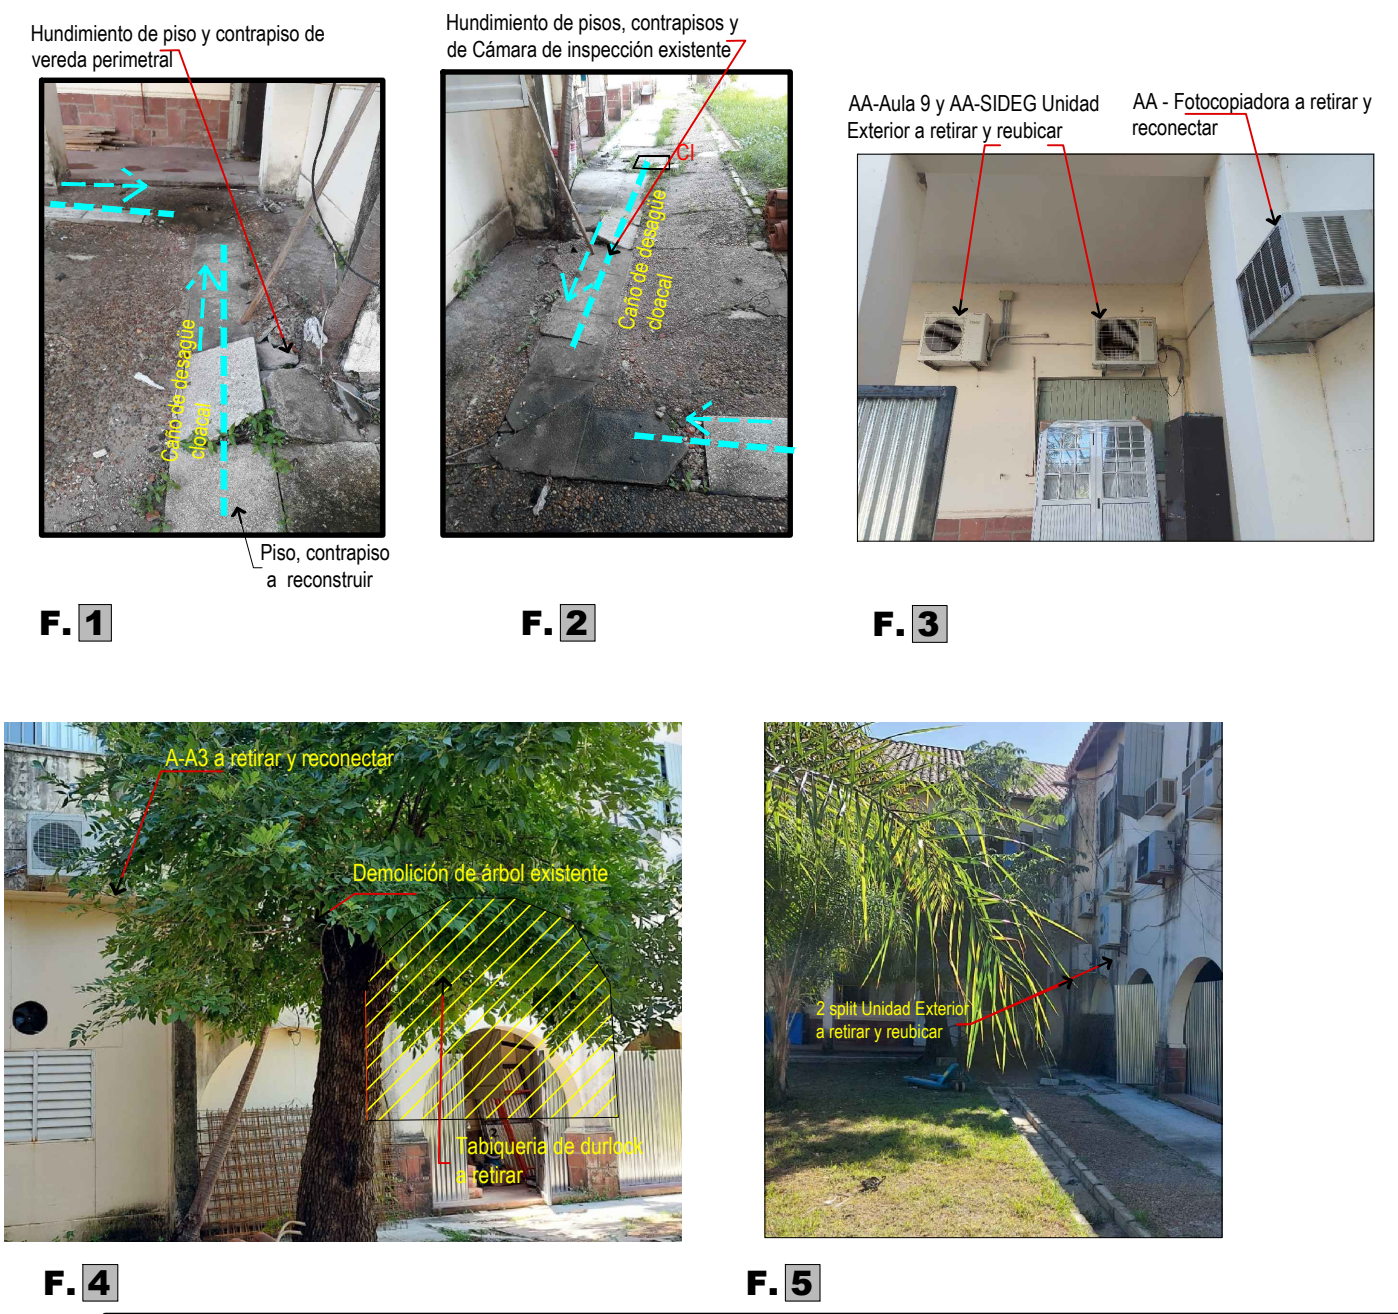 Hundimiento de piso y contrapiso de
vereda perimetral
Caño de desagüe
cloacal
Piso, contrapiso
a reconstruir
F. 1
Hundimiento de pisos, contrapisos y
de Cámara de inspección existente
CI
Caño de desagüe
cloacal
F. 2
AA-Aula 9 y AA-SIDEG Unidad
Exterior a retirar y reubicar
AA - Fotocopiadora a retirar y
reconectar
F. 3
A-A3 a retirar y reconectar
Demolición de árbol existente
Tabiqueria de durlock
a retirar
F. 4
2 split Unidad Exterior
a retirar y reubicar
F. 5